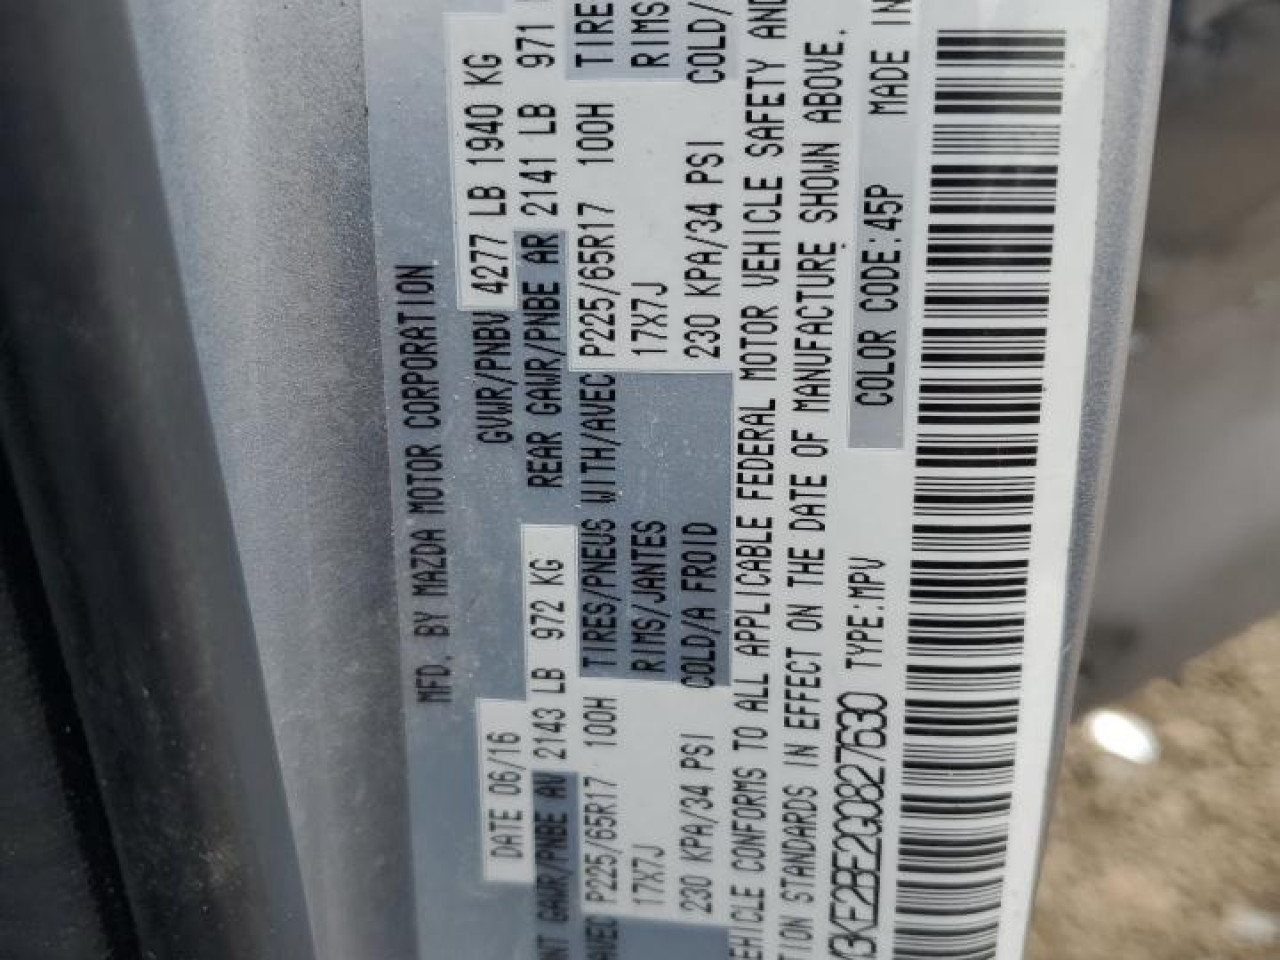 MFD. BY MAZDA MOTOR CORPORATION
DATE 06/16 GVWR/PNBV 4277 LB 1940 KG
GAWR/PNBE AV 2143 LB 972 KG REAR GAWR/PNBE AR 2141 LB 971
P225/65R17 100H TIRES/PNEUS WITH/AVEC P225/65R17 100H TIRE
17X7J RIMS/JANTES 17X7J RIMS
230 KPA/34 PSI COLD/A FROID 230 KPA/34 PSI COLD/
CONFORMS TO ALL APPLICABLE FEDERAL MOTOR VEHICLE SAFETY AND
STANDARDS IN EFFECT ON THE DATE OF MANUFACTURE SHOWN ABOVE.
3KE2BE2G0827630 TYPE:MPV COLOR CODE:45P MADE IN